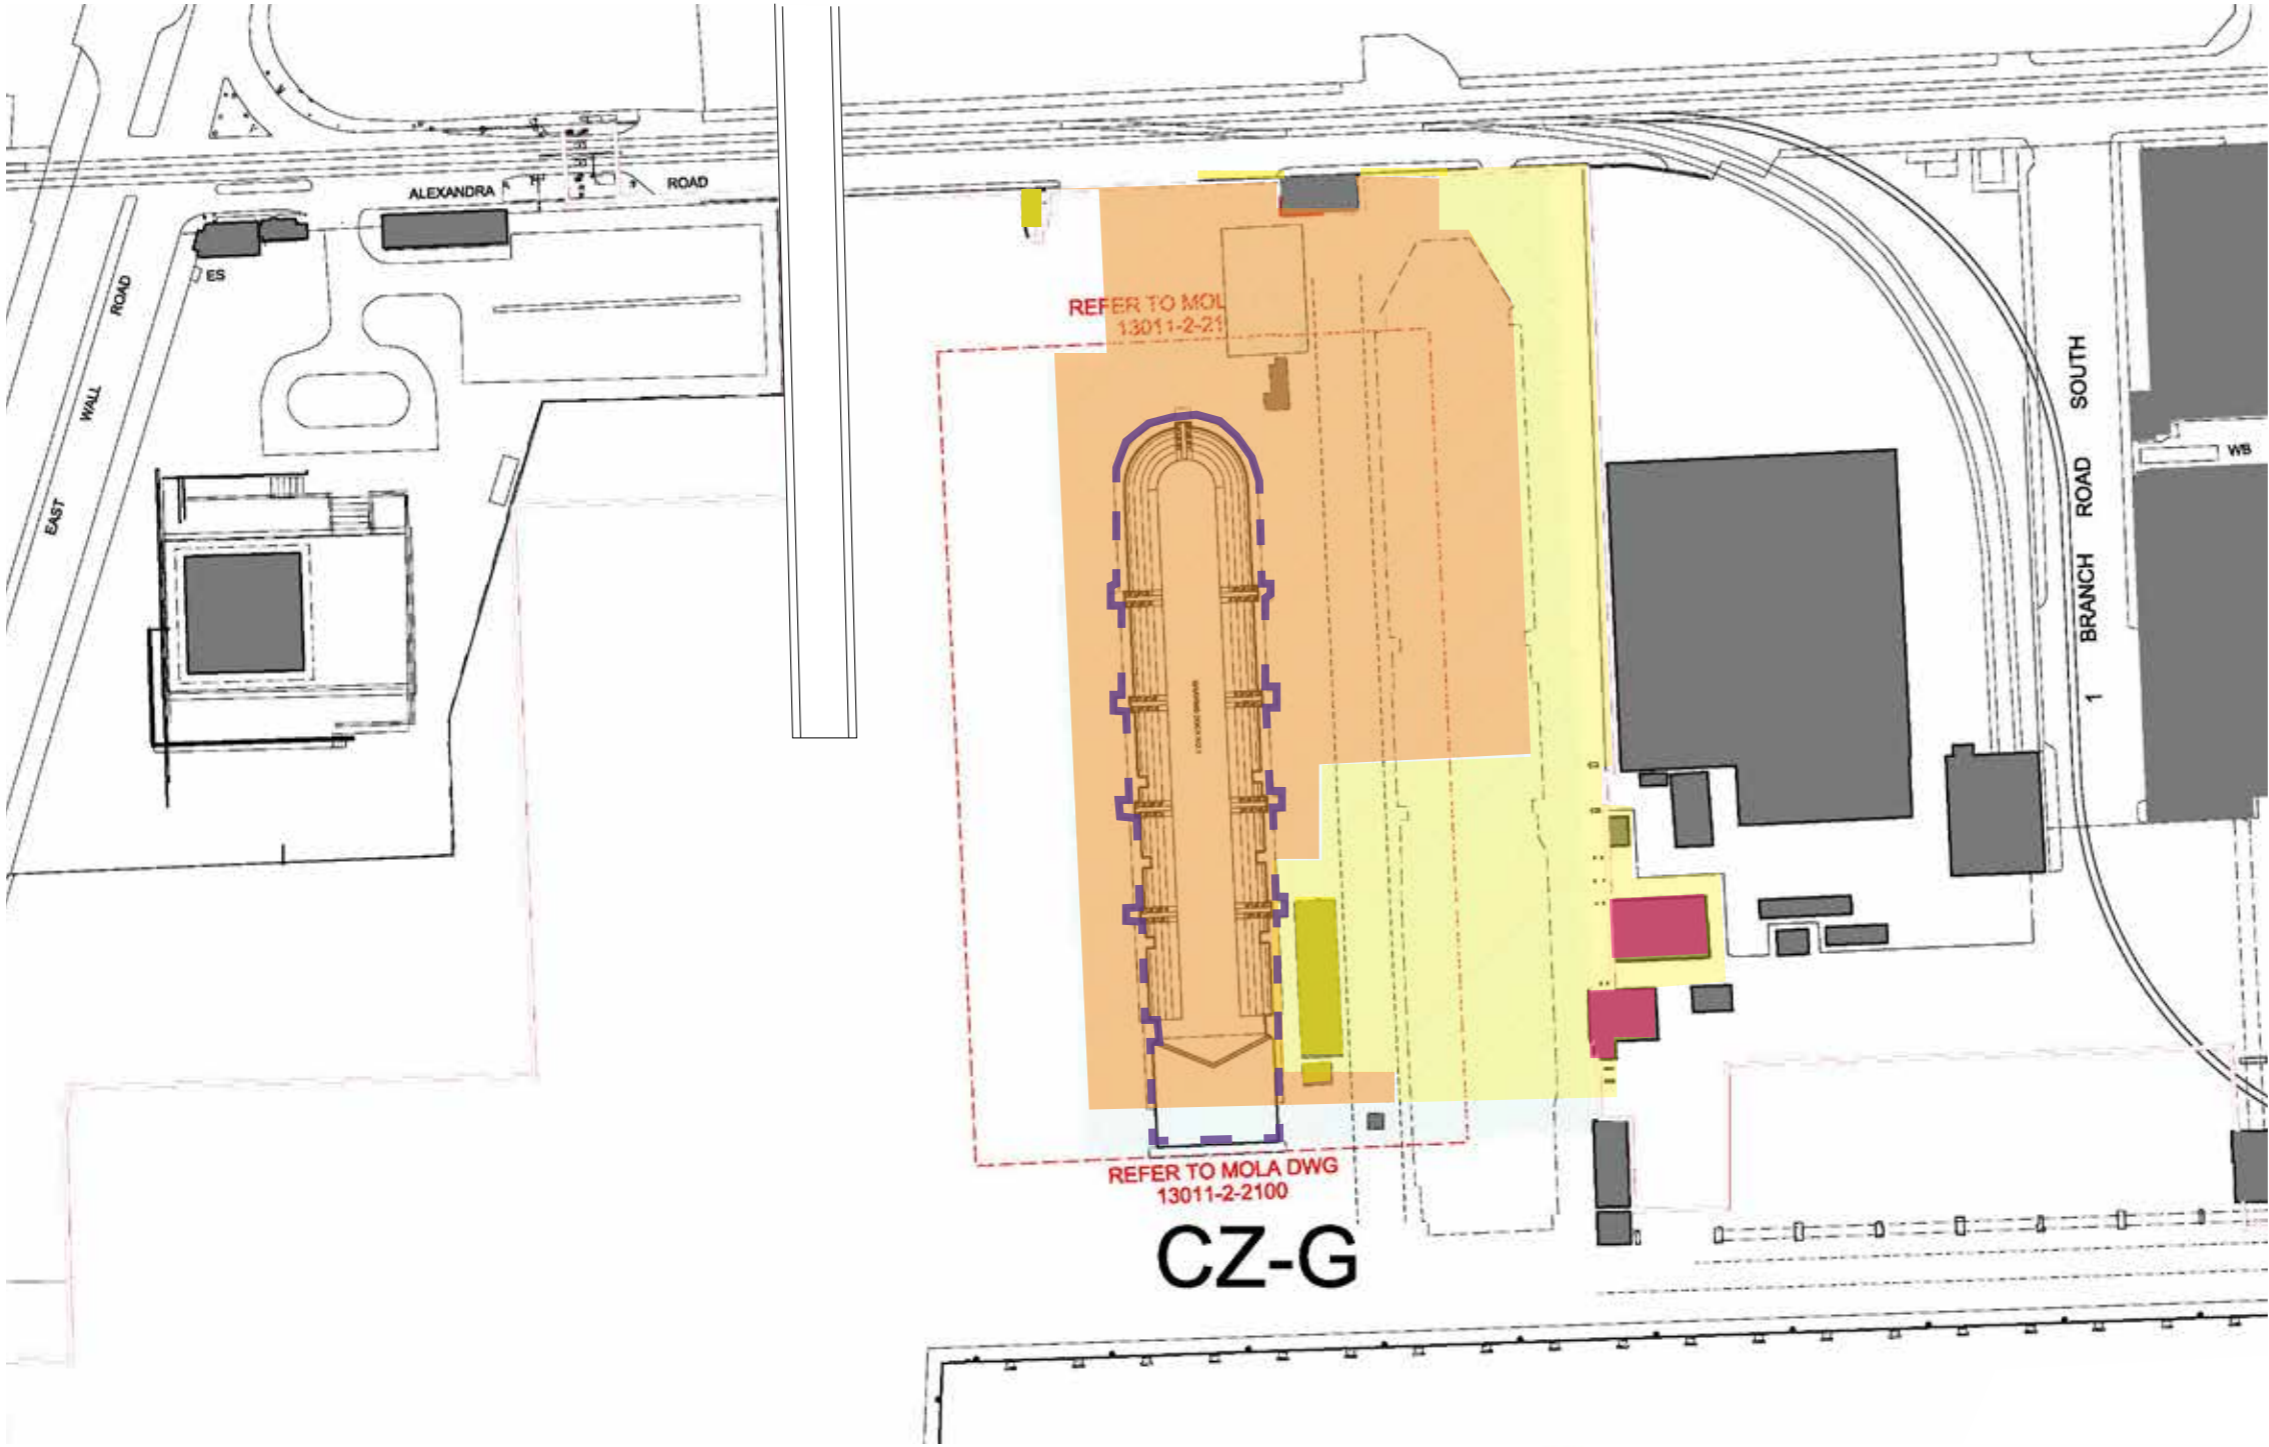 ALEXANDRA ROAD
ES
EAST WALL ROAD
REFER TO MOL
13011-2-21
1 BRANCH ROAD SOUTH
WB
REFER TO MOLA DWG
13011-2-2100
CZ-G